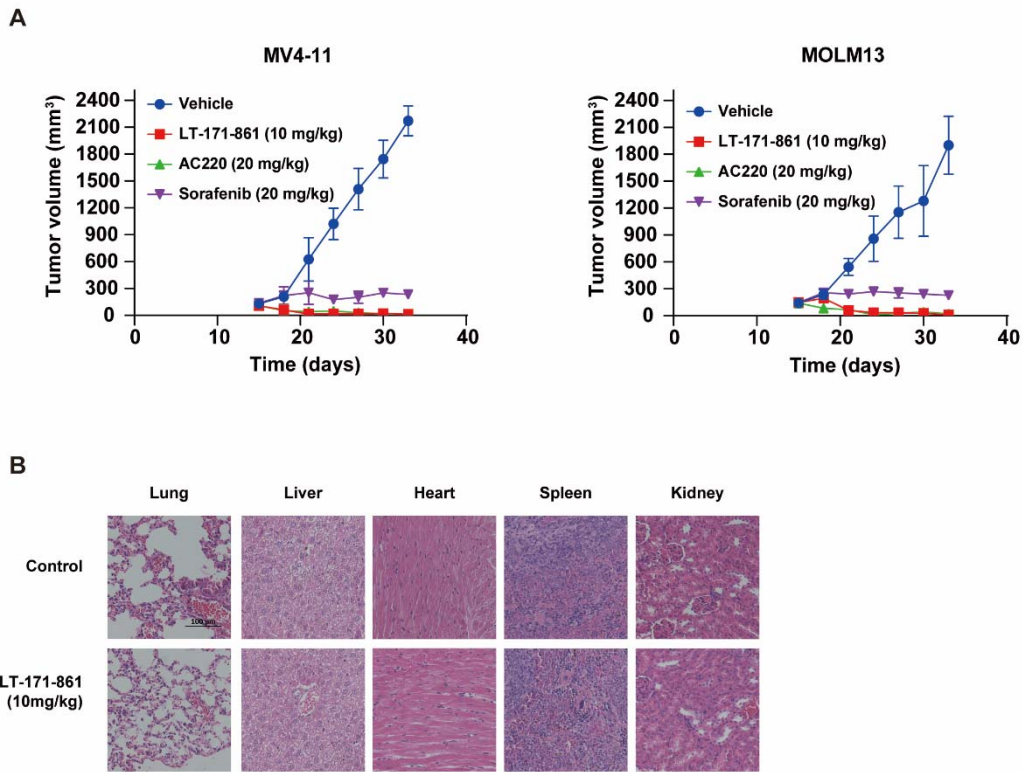 A
MV4-11
Tumor volume (mm³)
2400
2100
1800
1500
1200
900
600
300
0
Vehicle
LT-171-861 (10 mg/kg)
AC220 (20 mg/kg)
Sorafenib (20 mg/kg)
0 10 20 30 40
Time (days)
MOLM13
Tumor volume (mm³)
2400
2100
1800
1500
1200
900
600
300
0
Vehicle
LT-171-861 (10 mg/kg)
AC220 (20 mg/kg)
Sorafenib (20 mg/kg)
0 10 20 30 40
Time (days)
B
Lung Liver Heart Spleen Kidney
Control
100 μm
LT-171-861
(10mg/kg)